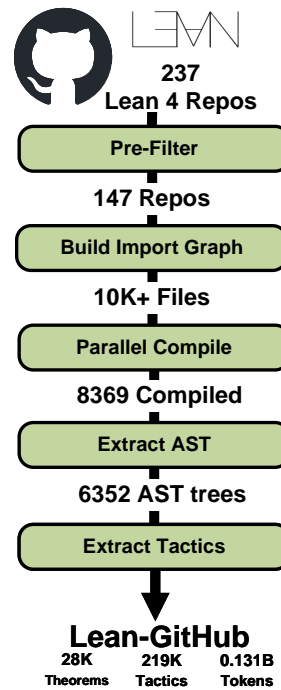 LEAN
237
Lean 4 Repos
Pre-Filter
147 Repos
Build Import Graph
10K+ Files
Parallel Compile
8369 Compiled
Extract AST
6352 AST trees
Extract Tactics
Lean-GitHub
28K 219K 0.131B
Theorems Tactics Tokens